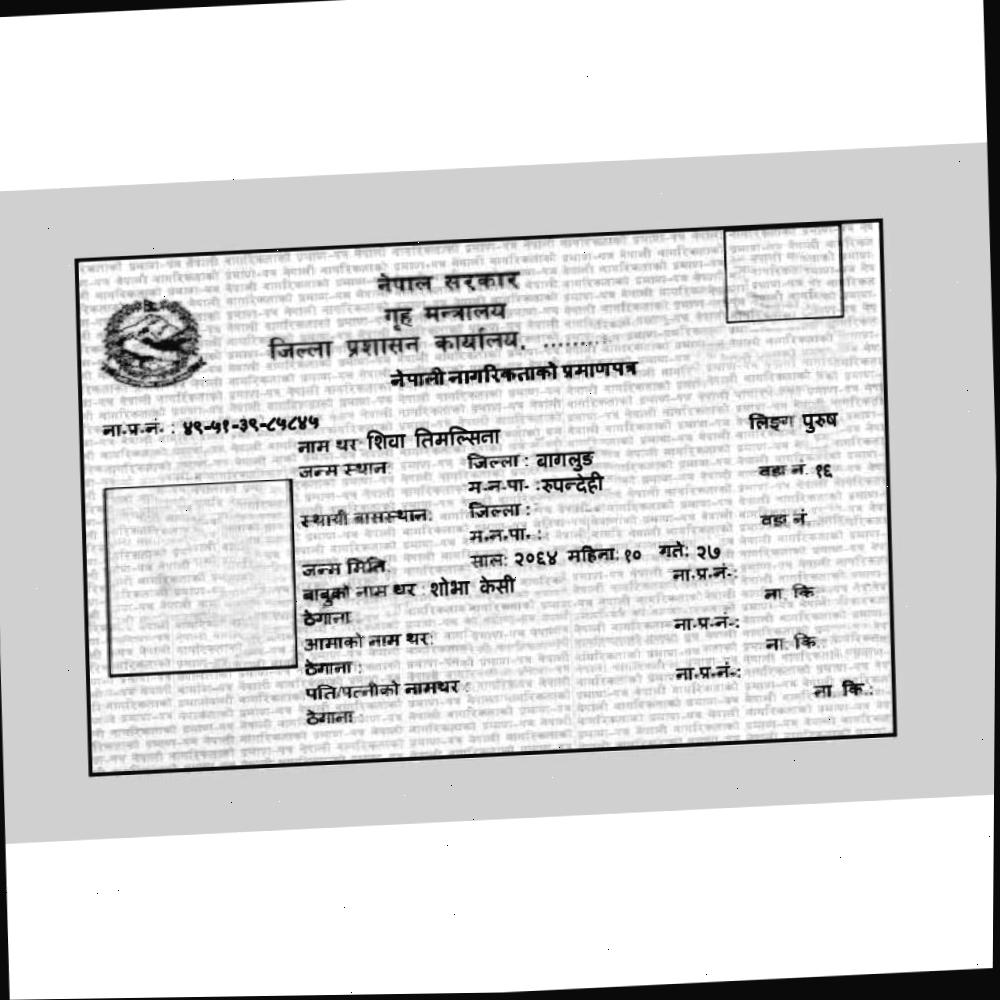 नेपाल सरकार
गृह मन्त्रालय
जिल्ला प्रशासन कार्यालय, .........
नेपाली नागरिकताको प्रमाणपत्र
ना.प्र.नं. : ४९-५१-३९-८५८४५
लिङ्ग पुरुष
नाम थर शिवा तिमल्सिना
जन्म स्थान: जिल्ला : बागलुङ
म.न.पा. : रुपन्देही वडा नं. १६
स्थायी बासस्थान: जिल्ला :
म.न.पा. : वडा नं.
जन्म मिति: साल: २०६४ महिना: १० गते: २७
बाबुको नाम थर : शोभा केसी ना.प्र.नं.:
ठेगाना ना. कि.
आमाको नाम थर: ना.प्र.नं.:
ठेगाना : ना. कि.:
पति/पत्नीको नामथर : ना.प्र.नं.:
ठेगाना : ना. कि.: